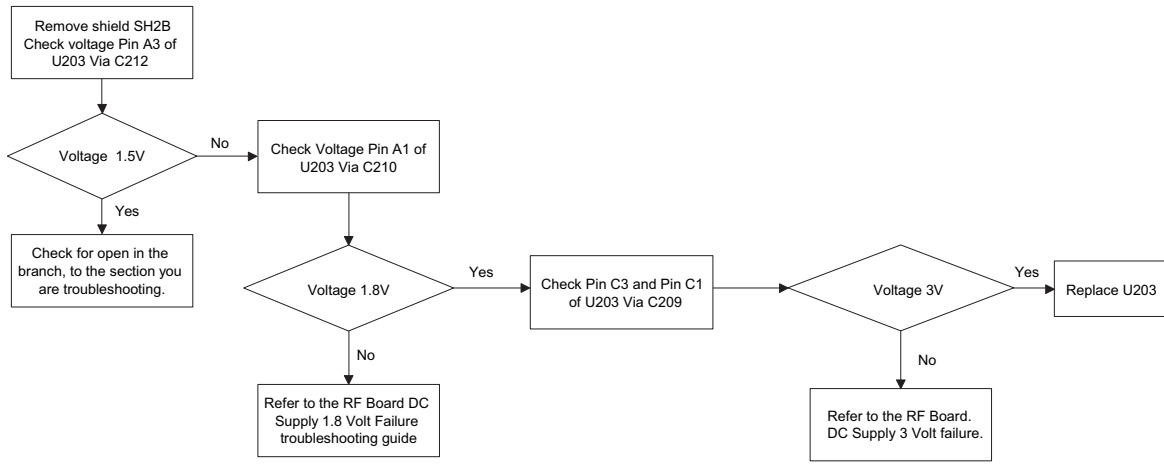 Remove shield SH2B
Check voltage Pin A3 of
U203 Via C212
Voltage 1.5V
No
Yes
Check for open in the
branch, to the section you
are troubleshooting.
Check Voltage Pin A1 of
U203 Via C210
Voltage 1.8V
Yes
No
Refer to the RF Board DC
Supply 1.8 Volt Failure
troubleshooting guide
Check Pin C3 and Pin C1
of U203 Via C209
Voltage 3V
Yes
No
Replace U203
Refer to the RF Board.
DC Supply 3 Volt failure.